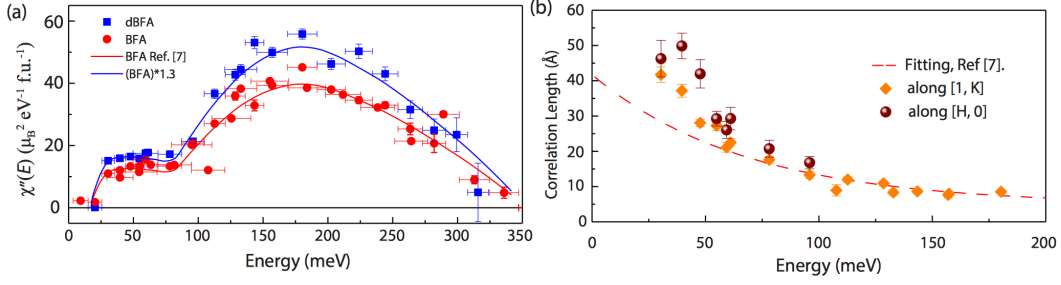 (a)
dBFA
BFA
BFA Ref. [7]
(BFA)*1.3
χ″(E) (μB² eV⁻¹ f.u.⁻¹)
60
40
20
0
0 50 100 150 200 250 300 350
Energy (meV)
(b)
Fitting, Ref [7].
along [1, K]
along [H, 0]
Correlation Length (Å)
60
50
40
30
20
10
0
0 50 100 150 200
Energy (meV)